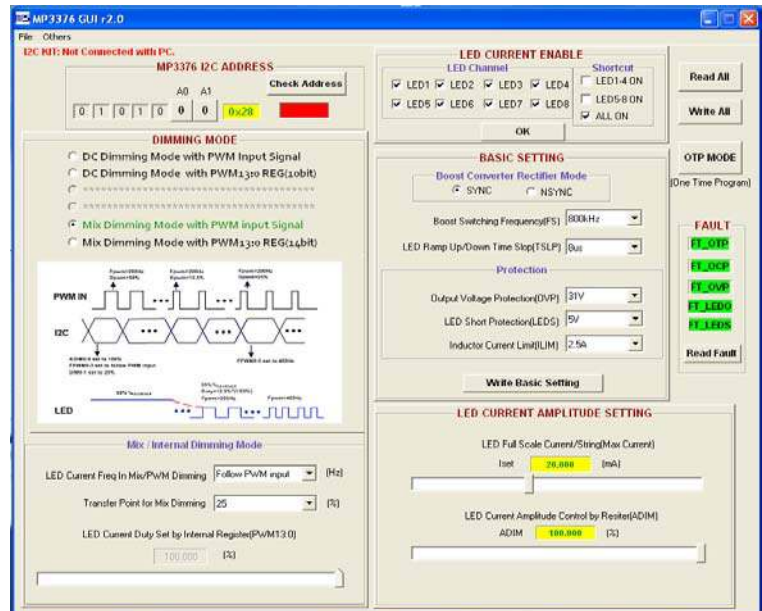 MP3376 GUI r2.0
File Others
I2C KIT: Not Connected with PC.
MP3376 I2C ADDRESS
A0 A1
Check Address
0 1 0 1 0 0 0 0x28
DIMMING MODE
DC Dimming Mode with PWM Input Signal
DC Dimming Mode with PWM13:0 REG(10bit)
Mix Dimming Mode with PWM input Signal
Mix Dimming Mode with PWM13:0 REG(14bit)
PWM IN
I2C
LED
Mix / Internal Dimming Mode
LED Current Freq In Mix/PWM Dimming Follow PWM input (Hz)
Transfer Point for Mix Dimming 25 (%)
LED Current Duty Set by Internal Register(PWM13:0)
100.000 (%)
LED CURRENT ENABLE
LED Channel
Shortcut
LED1 LED2 LED3 LED4
LED1-4 ON
LED5 LED6 LED7 LED8
LED5-8 ON
ALL ON
OK
BASIC SETTING
Boost Converter Rectifier Mode
SYNC NSYNC
Boost Switching Frequency(FS) 800kHz
LED Ramp Up/Down Time Slop(TSLP) 8us
Protection
Output Voltage Protection(OVP) 31V
LED Short Protection(LEDS) 5V
Inductor Current Limit(ILIM) 2.5A
Write Basic Setting
LED CURRENT AMPLITUDE SETTING
LED Full Scale Current/String(Max Current)
Iset 20.000 (mA)
LED Current Amplitude Control by Resiter(ADIM)
ADIM 100.000 (%)
Read All
Write All
OTP MODE
(One Time Program)
FAULT
FT_OTP
FT_OCP
FT_OVP
FT_LEDO
FT_LEDS
Read Fault